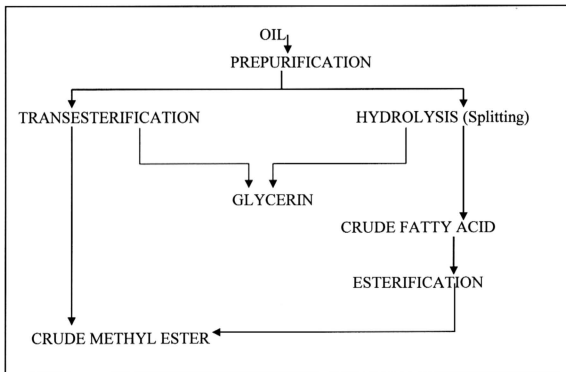 OIL
PREPURIFICATION
TRANSESTERIFICATION
HYDROLYSIS (Splitting)
GLYCERIN
CRUDE FATTY ACID
ESTERIFICATION
CRUDE METHYL ESTER